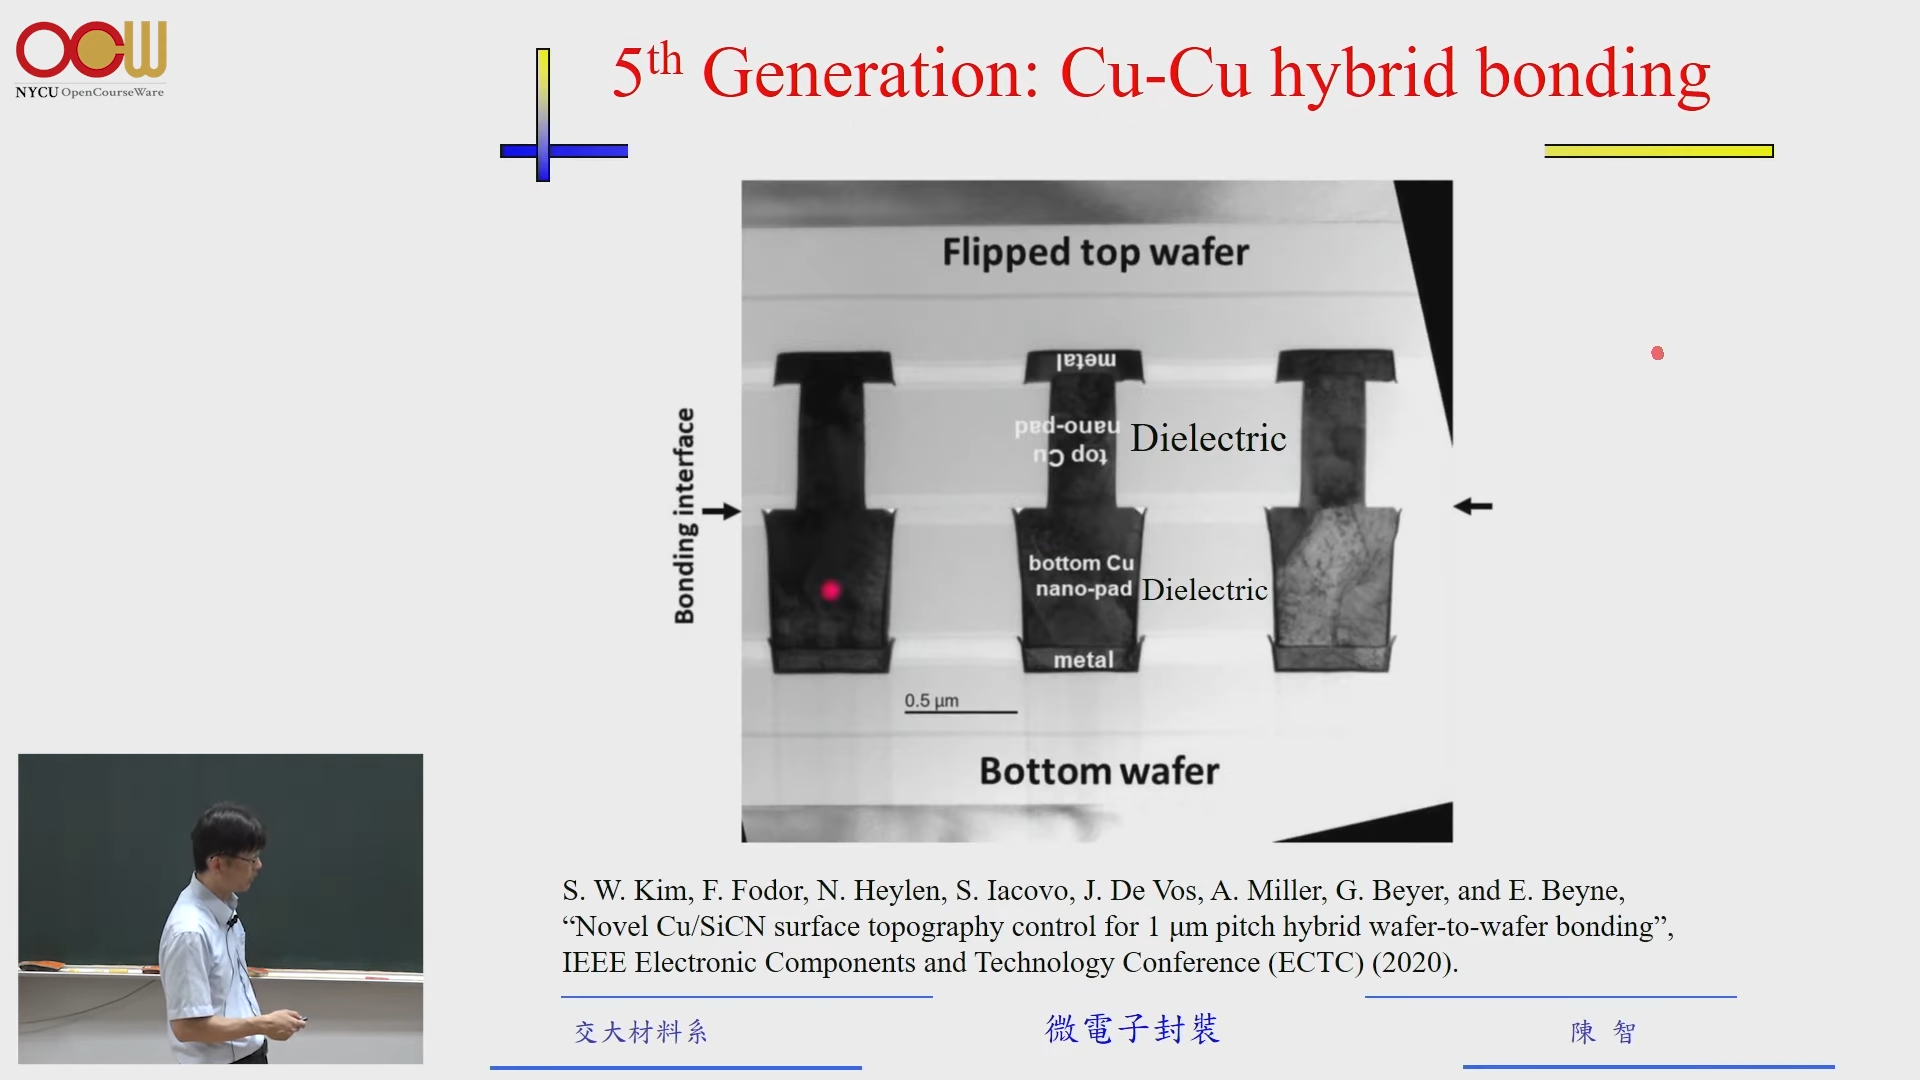 OCW
NYCU OpenCourseWare
5th Generation: Cu-Cu hybrid bonding
Flipped top wafer
metal
nano-pad
top Cu
Dielectric
Bonding interface
bottom Cu
nano-pad
Dielectric
metal
0.5 µm
Bottom wafer
S. W. Kim, F. Fodor, N. Heylen, S. Iacovo, J. De Vos, A. Miller, G. Beyer, and E. Beyne,
“Novel Cu/SiCN surface topography control for 1 μm pitch hybrid wafer-to-wafer bonding”,
IEEE Electronic Components and Technology Conference (ECTC) (2020).
交大材料系
微電子封裝
陳 智